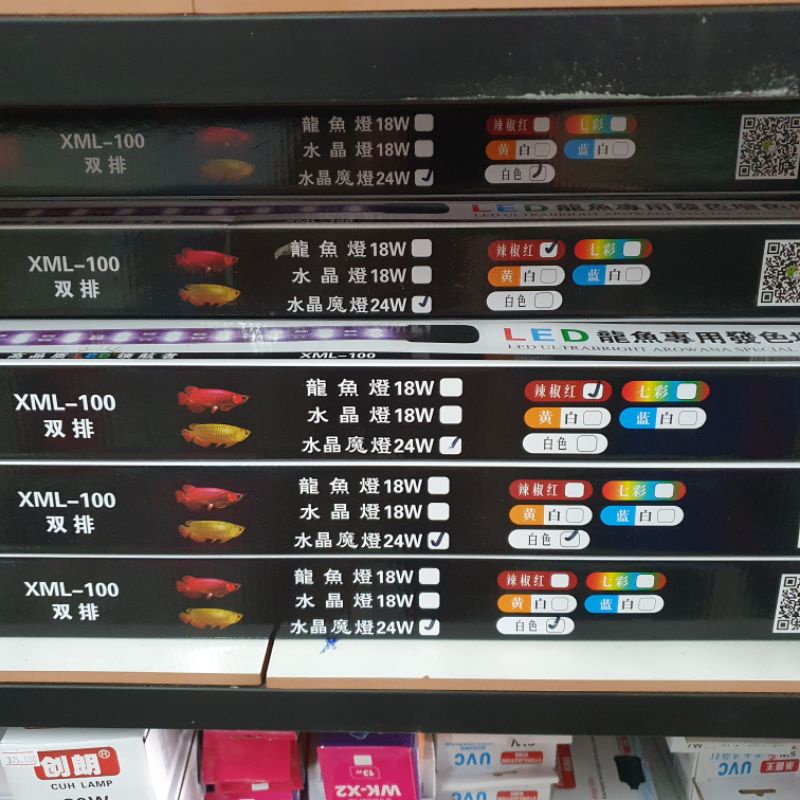 XML-100
双排
龍魚燈18W
水晶燈18W
水晶魔燈24W
辣椒红 七彩
黄白 蓝白
白色
XML-100
双排
龍魚燈18W
水晶燈18W
水晶魔燈24W
辣椒红 七彩
黄白 蓝白
白色
LED龍魚專用發色
LED ULTRABRIGHT AROWANA SPECIAL
高晶质LED领航者
XML-100
XML-100
双排
龍魚燈18W
水晶燈18W
水晶魔燈24W
辣椒红 七彩
黄白 蓝白
白色
XML-100
双排
龍魚燈18W
水晶燈18W
水晶魔燈24W
辣椒红 七彩
黄白 蓝白
白色
XML-100
双排
龍魚燈18W
水晶燈18W
水晶魔燈24W
辣椒红 七彩
黄白 蓝白
白色
创朗®
CUH LAMP
13W
WK-X2
UVC
UVC